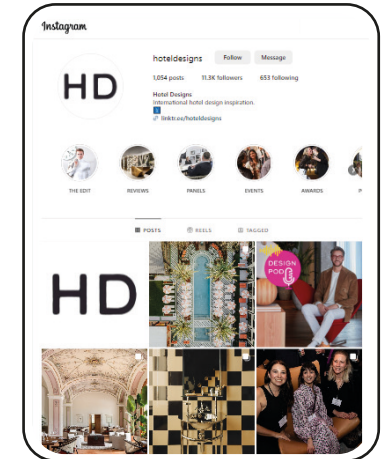 Instagram
hoteldesigns Follow Message
1,054 posts 11.3K followers 653 following
Hotel Designs
International hotel design inspiration.
linktr.ee/hoteldesigns
HD
THE EDIT REVIEWS PANELS EVENTS AWARDS P
POSTS REELS TAGGED
HD
DESIGN
POD